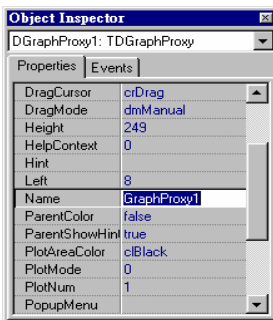 Object Inspector
DGraphProxy1: TDGraphProxy
Properties Events
DragCursor crDrag
DragMode dmManual
Height 249
HelpContext 0
Hint
Left 8
Name GraphProxy1
ParentColor false
ParentShowHint true
PlotAreaColor clBlack
PlotMode 0
PlotNum 1
PopupMenu